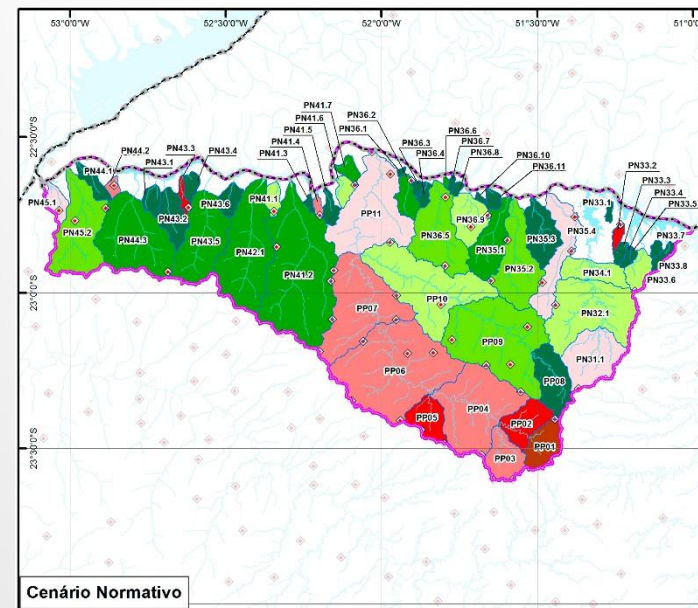 53°0'0"O 52°30'0"O 52°0'0"O 51°30'0"O 51°0'
22°30'0"S
23°0'0"S
23°30'0"S
PN41.7
PN41.6
PN41.5
PN41.4
PN41.3
PN36.2
PN36.1
PN36.3
PN36.4
PN36.6
PN36.7
PN36.8
PN36.10
PN36.11
PN44.2
PN44.1
PN43.1
PN43.3
PN43.4
PN33.1
PN33.2
PN33.3
PN33.4
PN33.5
PN33.7
PN33.8
PN33.6
PN45.1
PN45.2
PN44.3
PN43.2
PN43.6
PN43.5
PN41.1
PN42.1
PN41.2
PP11
PN36.9
PN36.5
PN35.1
PN35.2
PN35.3
PN35.4
PN34.1
PN32.1
PN31.1
PP10
PP07
PP09
PP06
PP08
PP05
PP04
PP02
PP03
PP01
Cenário Normativo